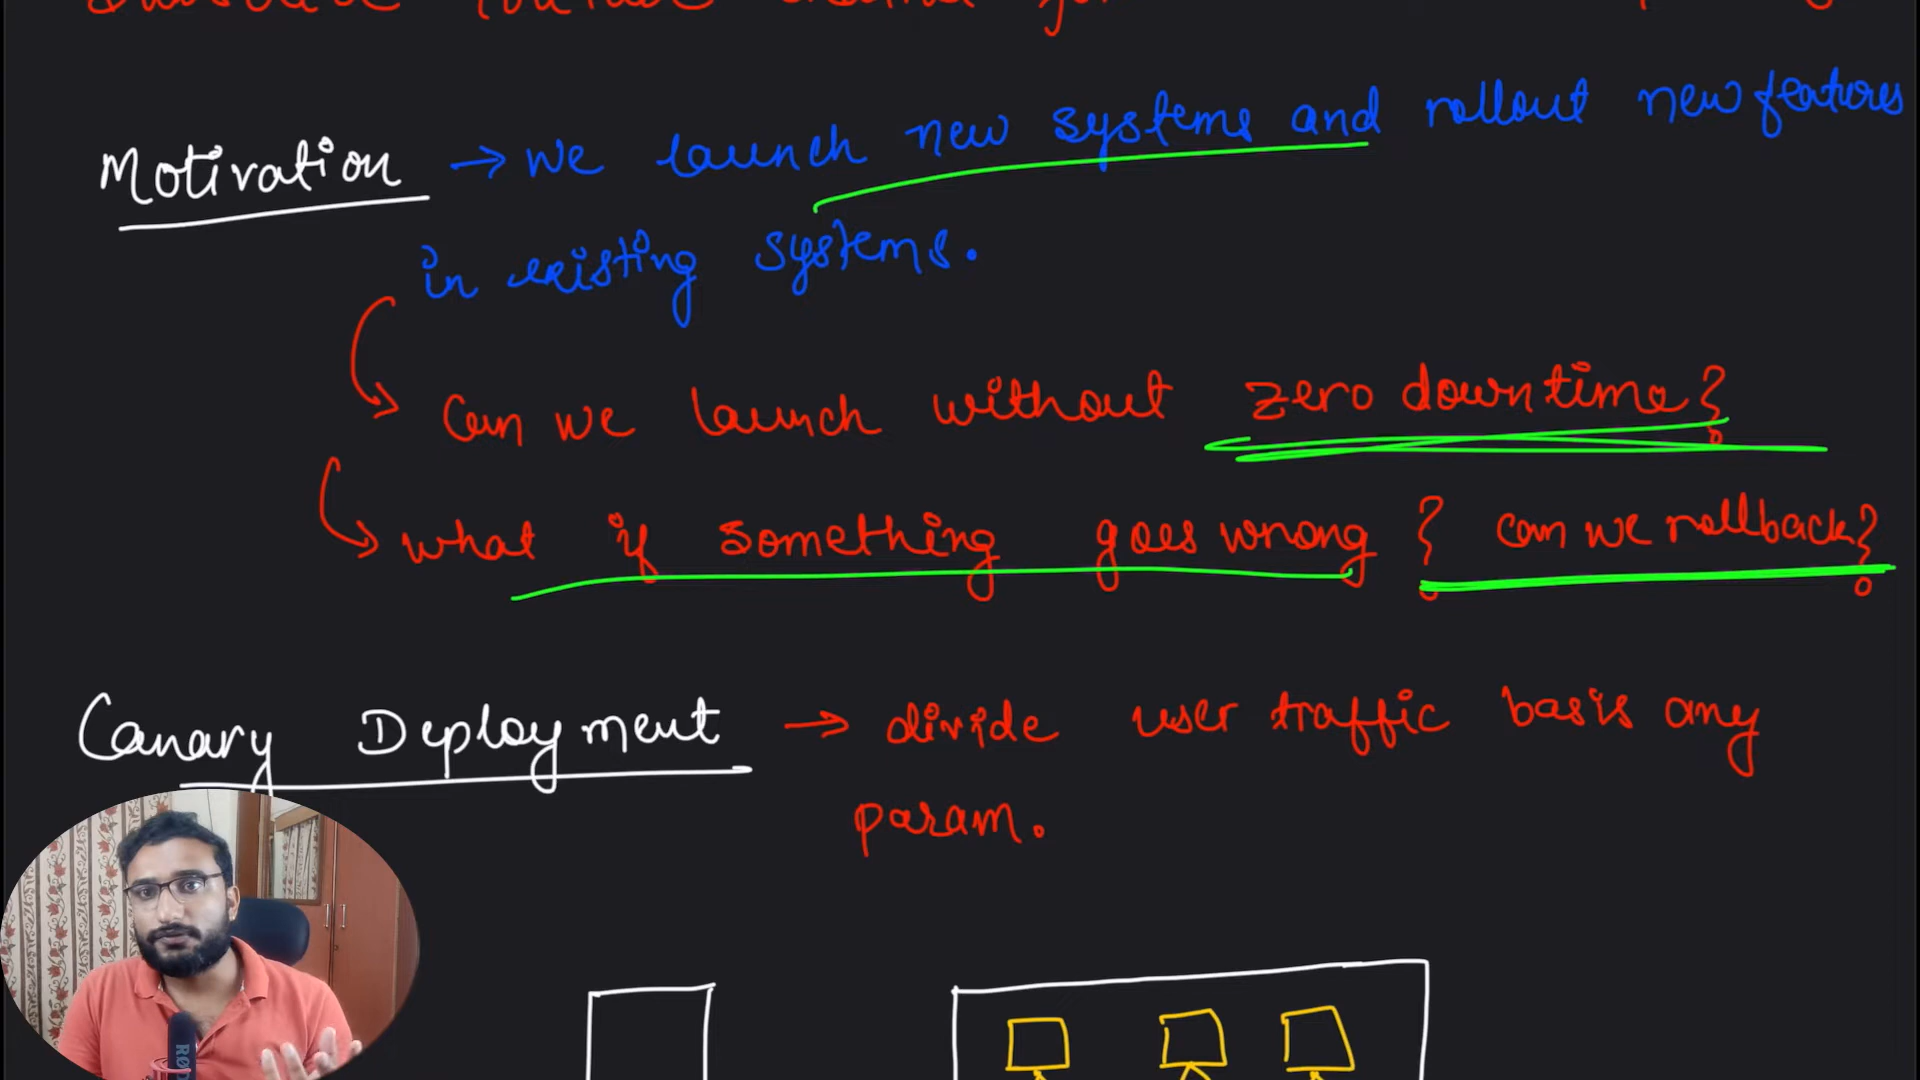 Motivation → we launch new systems and rollout new features
in existing systems.
Can we launch without zero downtime?
what if something goes wrong? can we rollback?
Canary Deployment → divide user traffic basis any
param.
RØD